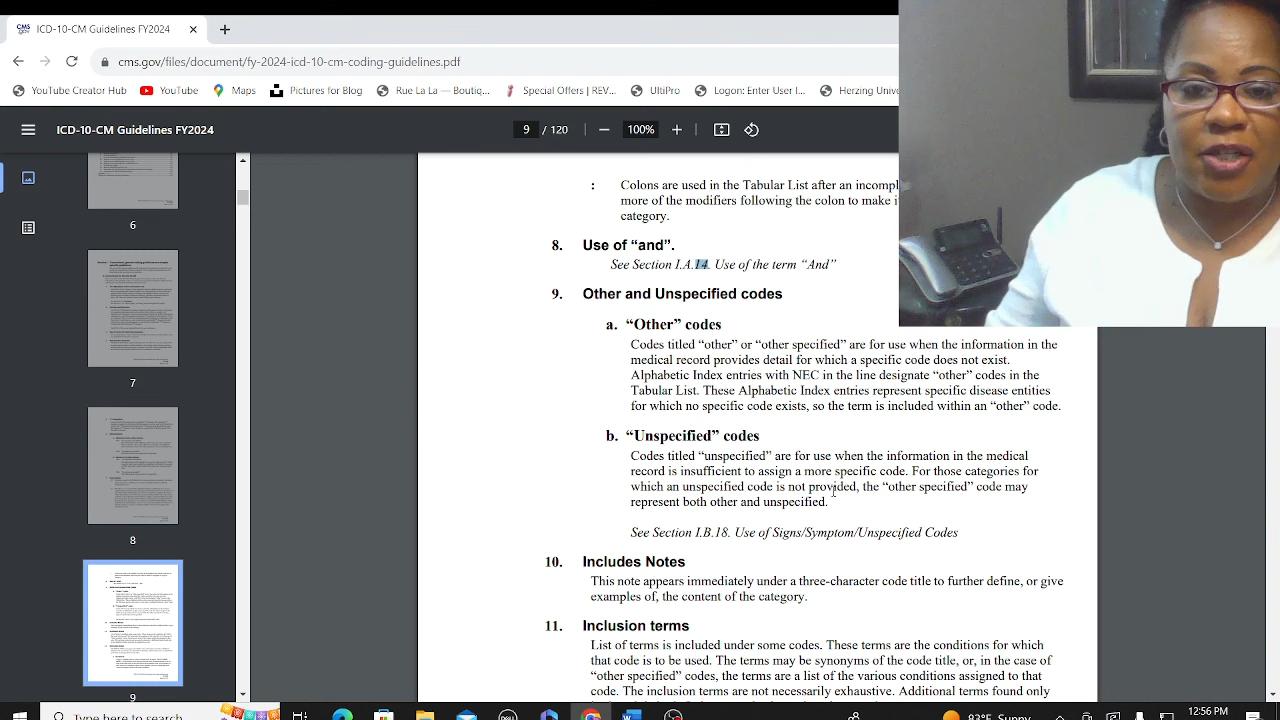 CMS.GOV ICD-10-CM Guidelines FY2024
cms.gov/files/document/fy-2024-icd-10-cm-coding-guidelines.pdf
YouTube Creator Hub YouTube Maps Pictures for Blog Rue La La — Boutiq... Special Offers | REV... UltiPro Logon: Enter User I... Herzing Unive
ICD-10-CM Guidelines FY2024 9 / 120 100%
6
7
8
9
: Colons are used in the Tabular List after an incompl
more of the modifiers following the colon to make i
category.
8. Use of “and”.
See Section I.A.14. Use of the term “And”
9. Other and Unspecified codes
a. “Other” codes
Codes titled “other” or “other specified” are for use when the information in the
medical record provides detail for which a specific code does not exist.
Alphabetic Index entries with NEC in the line designate “other” codes in the
Tabular List. These Alphabetic Index entries represent specific disease entities
for which no specific code exists, so the term is included within an “other” code.
b. “Unspecified” codes
Codes titled “unspecified” are for use when the information in the medical
record is insufficient to assign a more specific code. For those categories for
which an unspecified code is not provided, the “other specified” code may
represent both other and unspecified.
See Section I.B.18. Use of Signs/Symptom/Unspecified Codes
10. Includes Notes
This note appears immediately under a three-character code title to further define, or give
examples of, the content of the category.
11. Inclusion terms
List of terms is included under some codes. These terms are the conditions for which
that code is to be used. The terms may be synonyms of the code title, or, in the case of
“other specified” codes, the terms are a list of the various conditions assigned to that
code. The inclusion terms are not necessarily exhaustive. Additional terms found only
Type here to search
83°F Sunny
12:56 PM